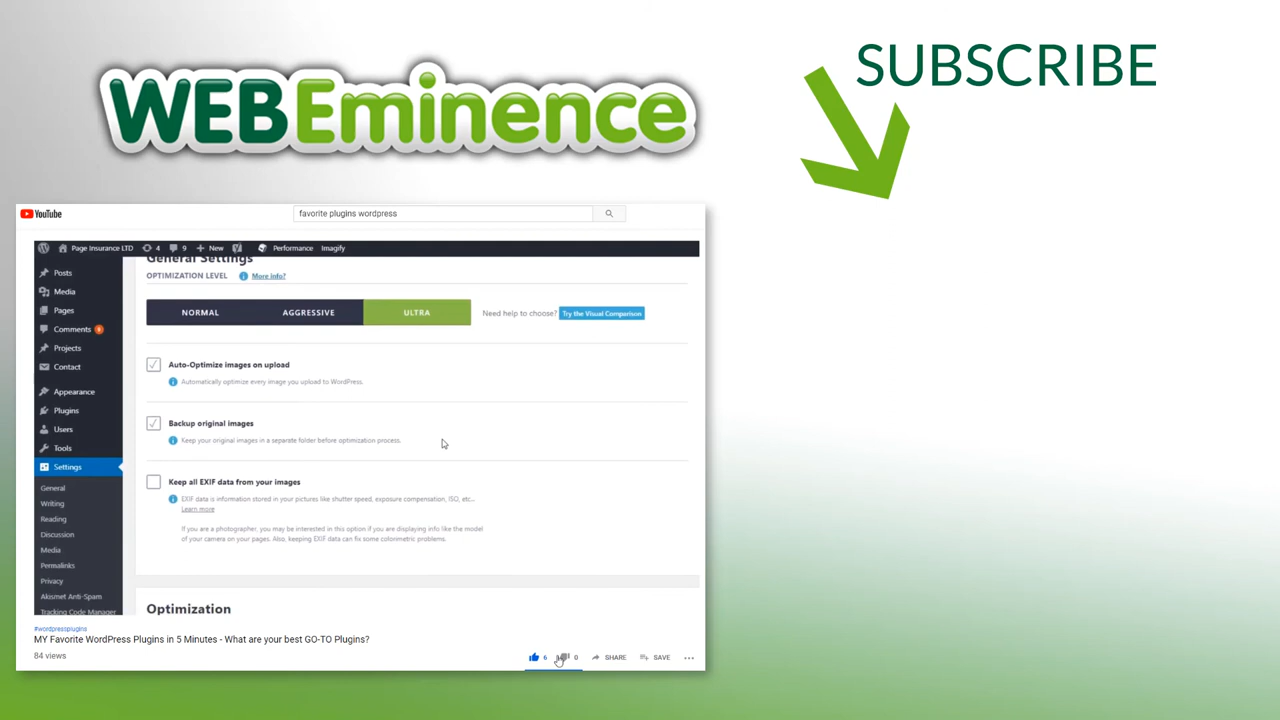 WEBEminence
SUBSCRIBE
YouTube
favorite plugins wordpress
Page Insurance LTD 4 9 New Performance Imagify
General Settings
OPTIMIZATION LEVEL More info?
NORMAL AGGRESSIVE ULTRA Need help to choose? Try the Visual Comparison
Posts
Media
Pages
Comments
Projects
Contact
Appearance
Plugins
Users
Tools
Settings
General
Writing
Reading
Discussion
Media
Permalinks
Privacy
Akismet Anti-Spam
Tracking Code Manager
Auto-Optimize images on upload
Automatically optimize every image you upload to WordPress.
Backup original images
Keep your original images in a separate folder before optimization process.
Keep all EXIF data from your images
EXIF data is information stored in your pictures like shutter speed, exposure compensation, ISO, etc...
Learn more
If you are a photographer, you may be interested in this option if you are displaying info like the model
of your camera on your pages. Also, keeping EXIF data can fix some colorimetric problems.
Optimization
#wordpressplugins
MY Favorite WordPress Plugins in 5 Minutes - What are your best GO-TO Plugins?
84 views
6 0 SHARE SAVE